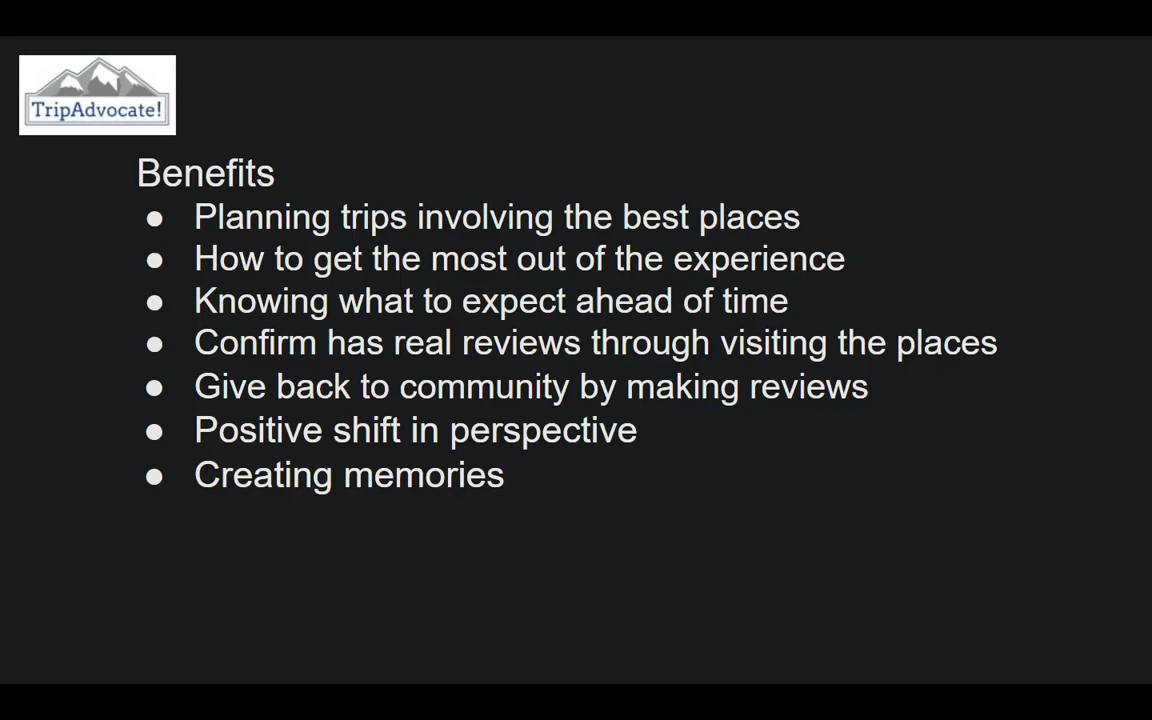 TripAdvocate!
Benefits
● Planning trips involving the best places
● How to get the most out of the experience
● Knowing what to expect ahead of time
● Confirm has real reviews through visiting the places
● Give back to community by making reviews
● Positive shift in perspective
● Creating memories